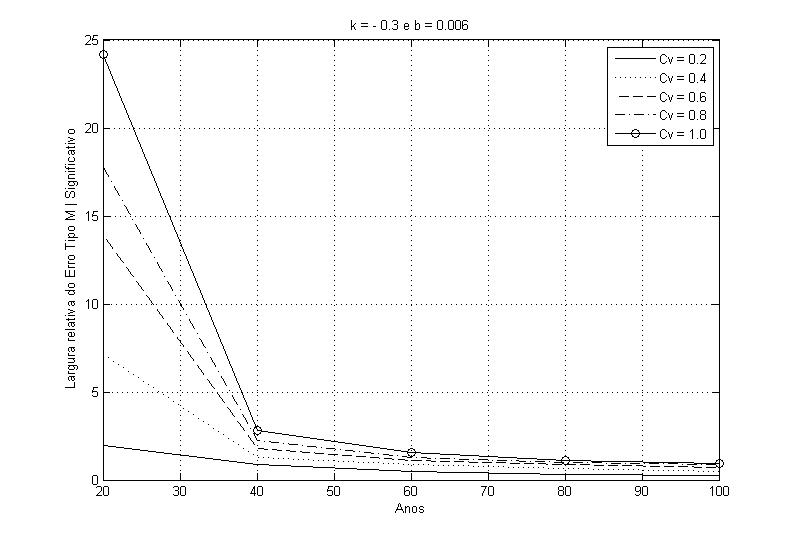 k = - 0.3 e b = 0.006
25
20
15
10
5
0
Largura relativa do Erro Tipo M | Significativo
Cv = 0.2
Cv = 0.4
Cv = 0.6
Cv = 0.8
Cv = 1.0
20 30 40 50 60 70 80 90 100
Anos